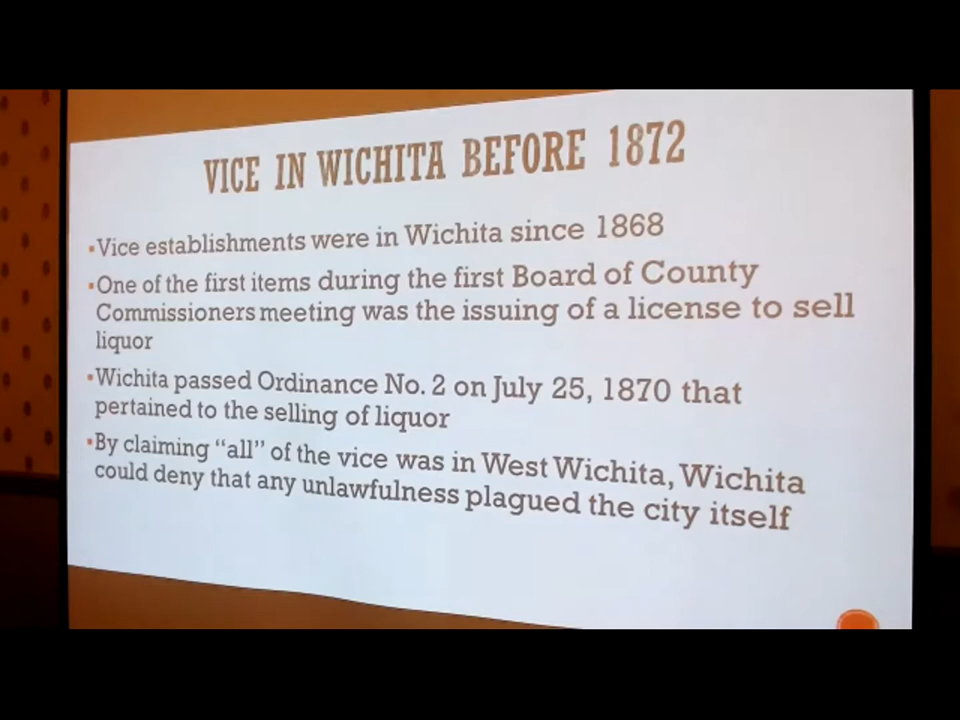 VICE IN WICHITA BEFORE 1872
▪Vice establishments were in Wichita since 1868
▪One of the first items during the first Board of County
Commissioners meeting was the issuing of a license to sell
liquor
▪Wichita passed Ordinance No. 2 on July 25, 1870 that
pertained to the selling of liquor
▪By claiming “all” of the vice was in West Wichita, Wichita
could deny that any unlawfulness plagued the city itself